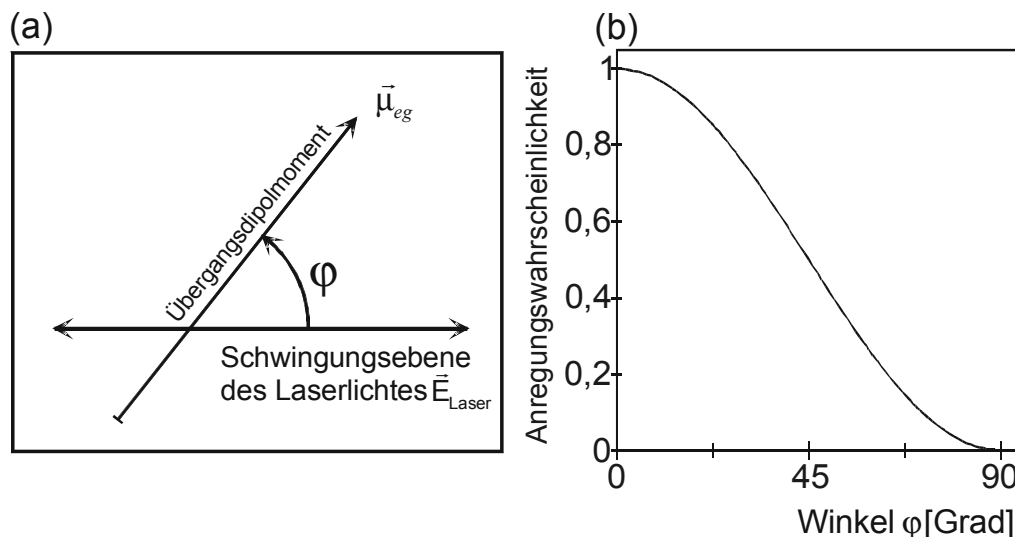 (a)
μ⃗eg
Übergangsdipolmoment
φ
Schwingungsebene
des Laserlichtes E⃗Laser
(b)
Anregungswahrscheinlichkeit
1
0,8
0,6
0,4
0,2
0
0 45 90
Winkel φ[Grad]